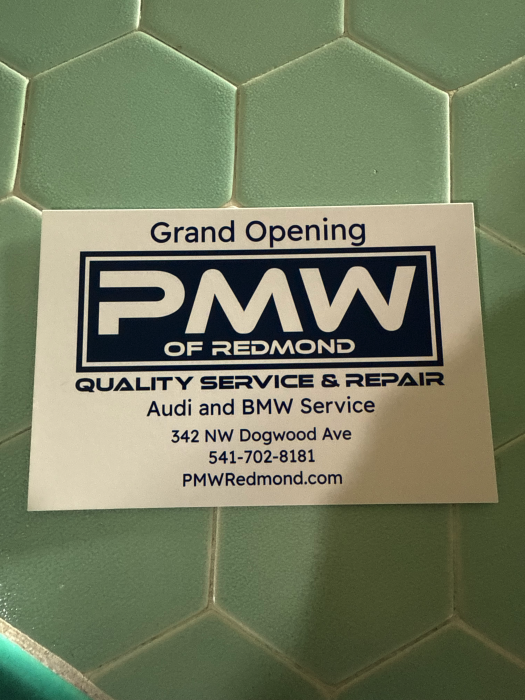 Grand Opening
PMW
OF REDMOND
QUALITY SERVICE & REPAIR
Audi and BMW Service
342 NW Dogwood Ave
541-702-8181
PMWRedmond.com